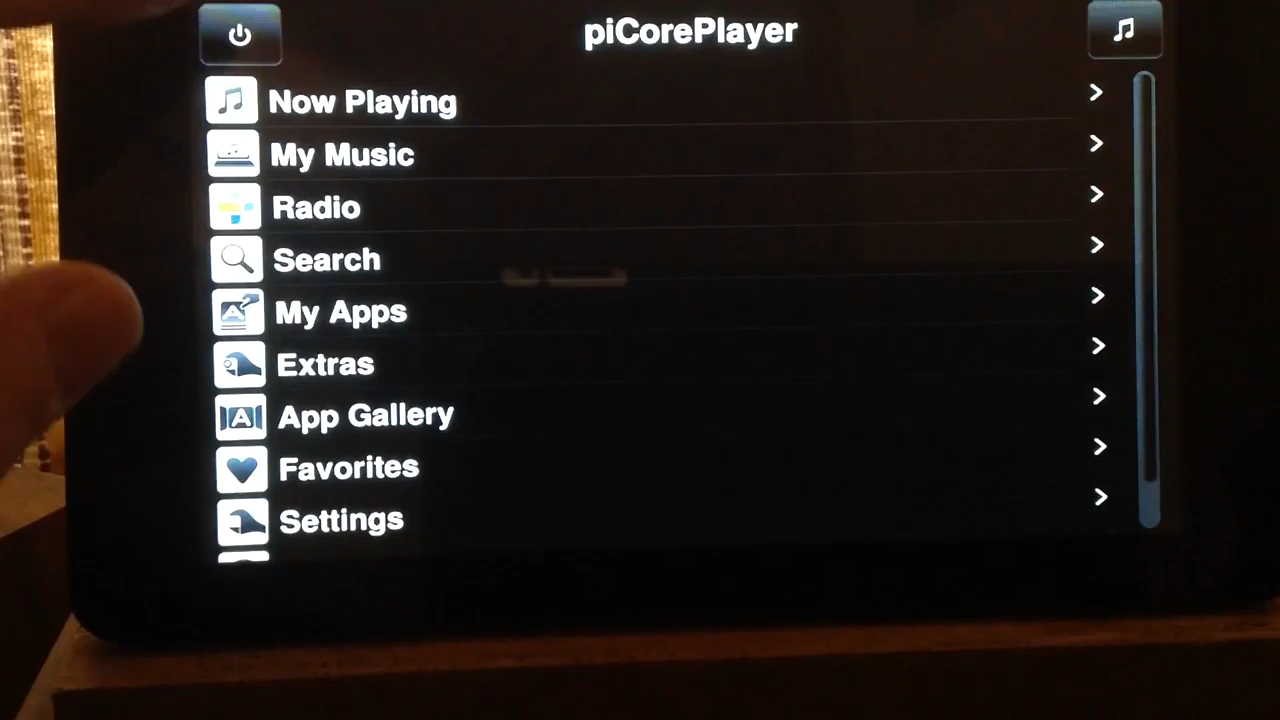 piCorePlayer
Now Playing
My Music
Radio
Search
My Apps
Extras
App Gallery
Favorites
Settings